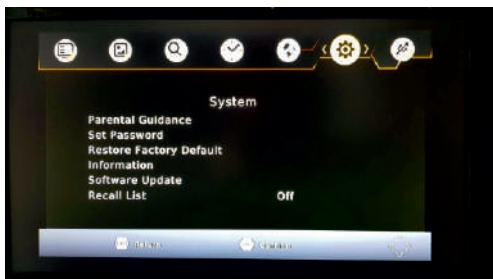 System
Parental Guidance
Set Password
Restore Factory Default
Information
Software Update
Recall List Off